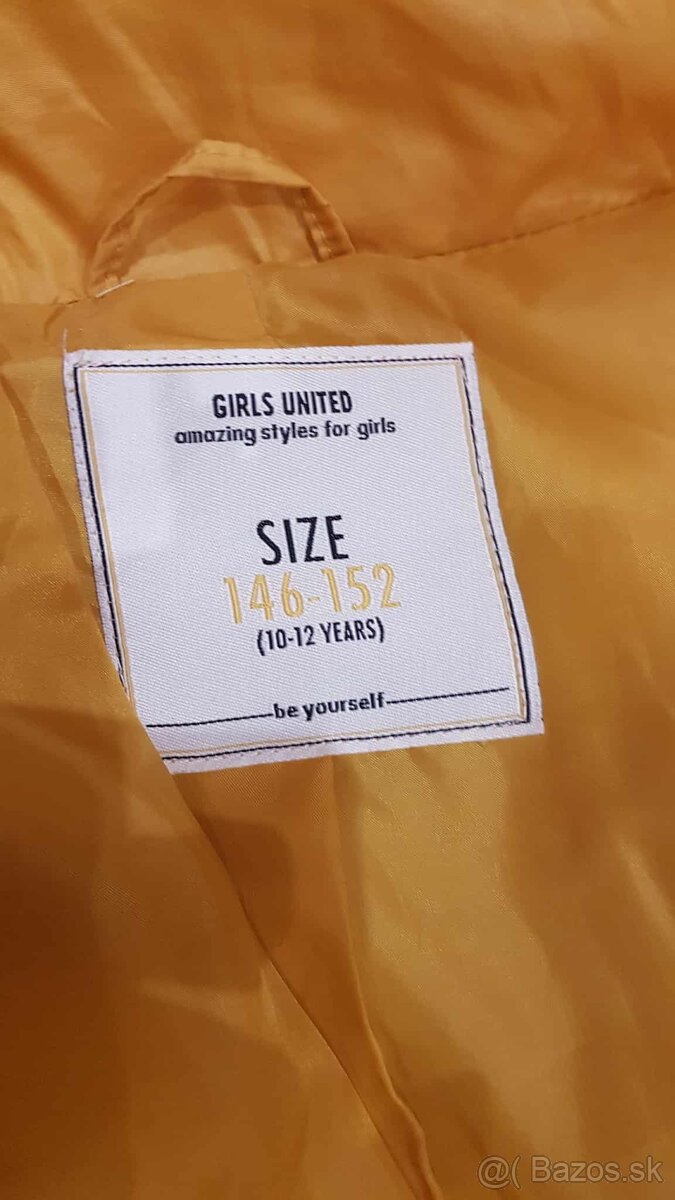 GIRLS UNITED
amazing styles for girls
SIZE
146-152
(10-12 YEARS)
be yourself
@( Bazos.sk